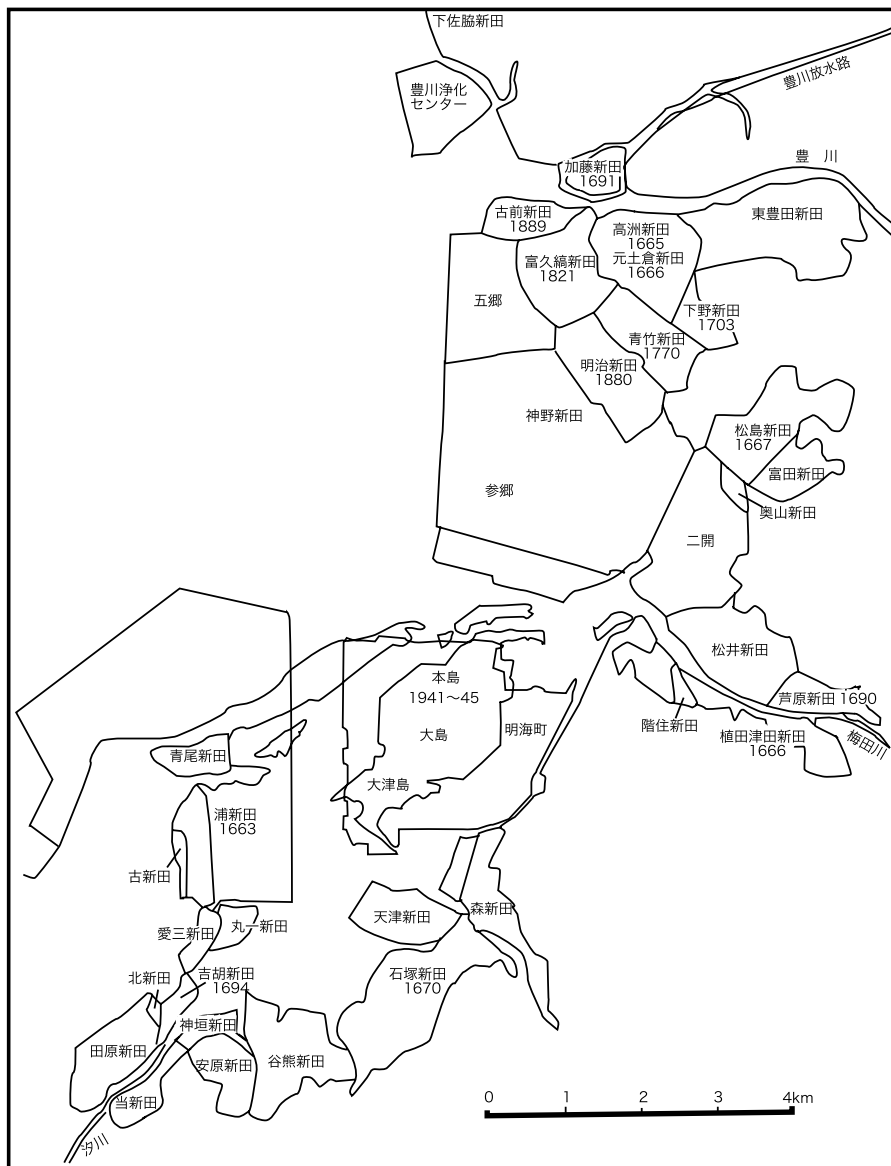 下佐脇新田
豊川放水路
豊川浄化
センター
豊 川
加藤新田
1691
東豊田新田
古前新田
1889
高洲新田
1665
元土倉新田
1666
富久縞新田
1821
五郷
下野新田
1703
青竹新田
1770
明治新田
1880
神野新田
松島新田
1667
富田新田
参郷
奥山新田
二開
松井新田
本島
1941〜45
芦原新田 1690
大島
明海町
階住新田
植田津田新田
1666
梅田川
青尾新田
大津島
浦新田
1663
古新田
天津新田
森新田
丸一新田
愛三新田
北新田
吉胡新田
1694
石塚新田
1670
神垣新田
田原新田
安原新田
谷熊新田
当新田
汐川
0 1 2 3 4km